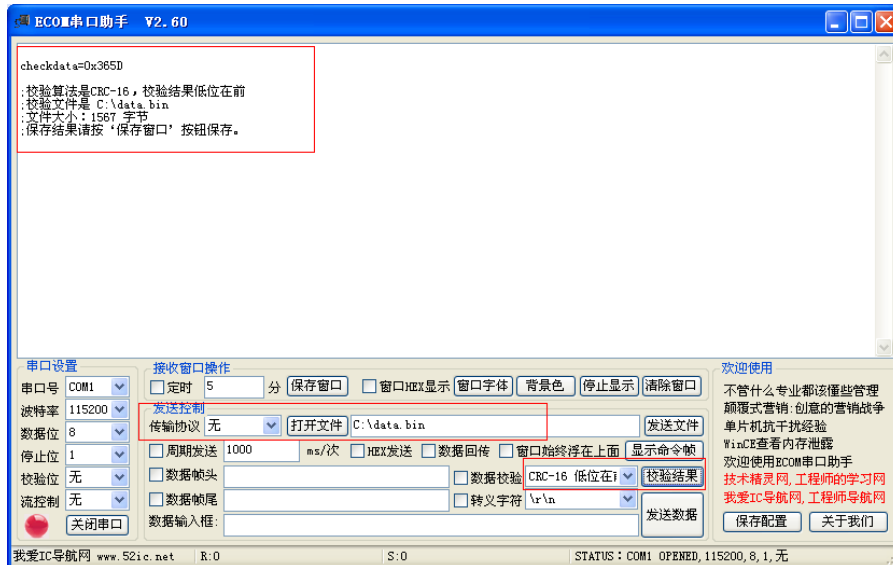 ECOM串口助手 V2.60
checkdata=0x365D
;校验算法是CRC-16，校验结果低位在前
;校验文件是 C:\data.bin
;文件大小：1567 字节
;保存结果请按‘保存窗口’按钮保存。
串口设置
串口号 COM1
波特率 115200
数据位 8
停止位 1
校验位 无
流控制 无
关闭串口
接收窗口操作
定时 5 分 保存窗口 窗口HEX显示 窗口字体 背景色 停止显示 清除窗口
发送控制
传输协议 无 打开文件 C:\data.bin 发送文件
周期发送 1000 ms/次 HEX发送 数据回传 窗口始终浮在上面 显示命令帧
数据帧头 数据校验 CRC-16 低位在 校验结果
数据帧尾 转义字符 \r\n
数据输入框: 发送数据
欢迎使用
不管什么专业都该懂些管理
颠覆式营销:创意的营销战争
单片机抗干扰经验
WinCE查看内存泄露
欢迎使用ECOM串口助手
技术精灵网,工程师的学习网
我爱IC导航网,工程师导航网
保存配置 关于我们
我爱IC导航网 www.52ic.net R:0 S:0 STATUS：COM1 OPENED,115200,8,1,无